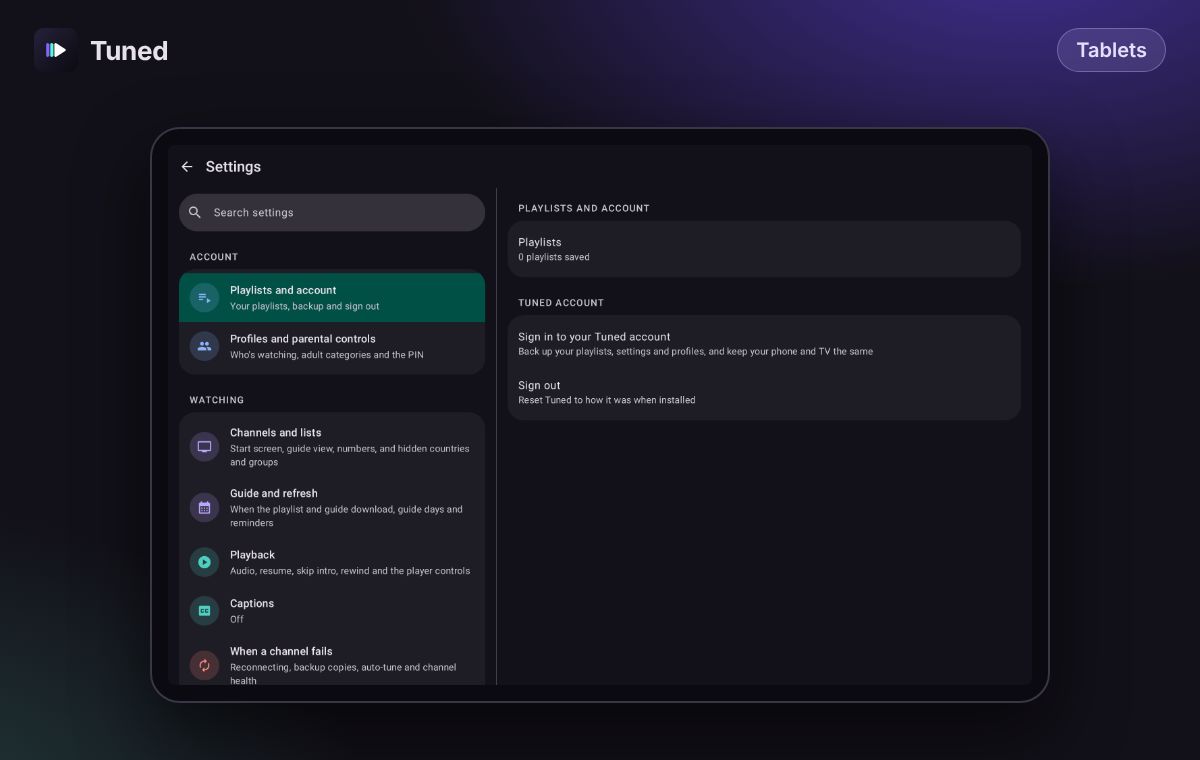 Tuned
Tablets
Settings
Search settings
ACCOUNT
Playlists and account
Your playlists, backup and sign out
Profiles and parental controls
Who's watching, adult categories and the PIN
WATCHING
Channels and lists
Start screen, guide view, numbers, and hidden countries
and groups
Guide and refresh
When the playlist and guide download, guide days and
reminders
Playback
Audio, resume, skip intro, rewind and the player controls
Captions
Off
When a channel fails
Reconnecting, backup copies, auto-tune and channel
health
PLAYLISTS AND ACCOUNT
Playlists
0 playlists saved
TUNED ACCOUNT
Sign in to your Tuned account
Back up your playlists, settings and profiles, and keep your phone and TV the same
Sign out
Reset Tuned to how it was when installed